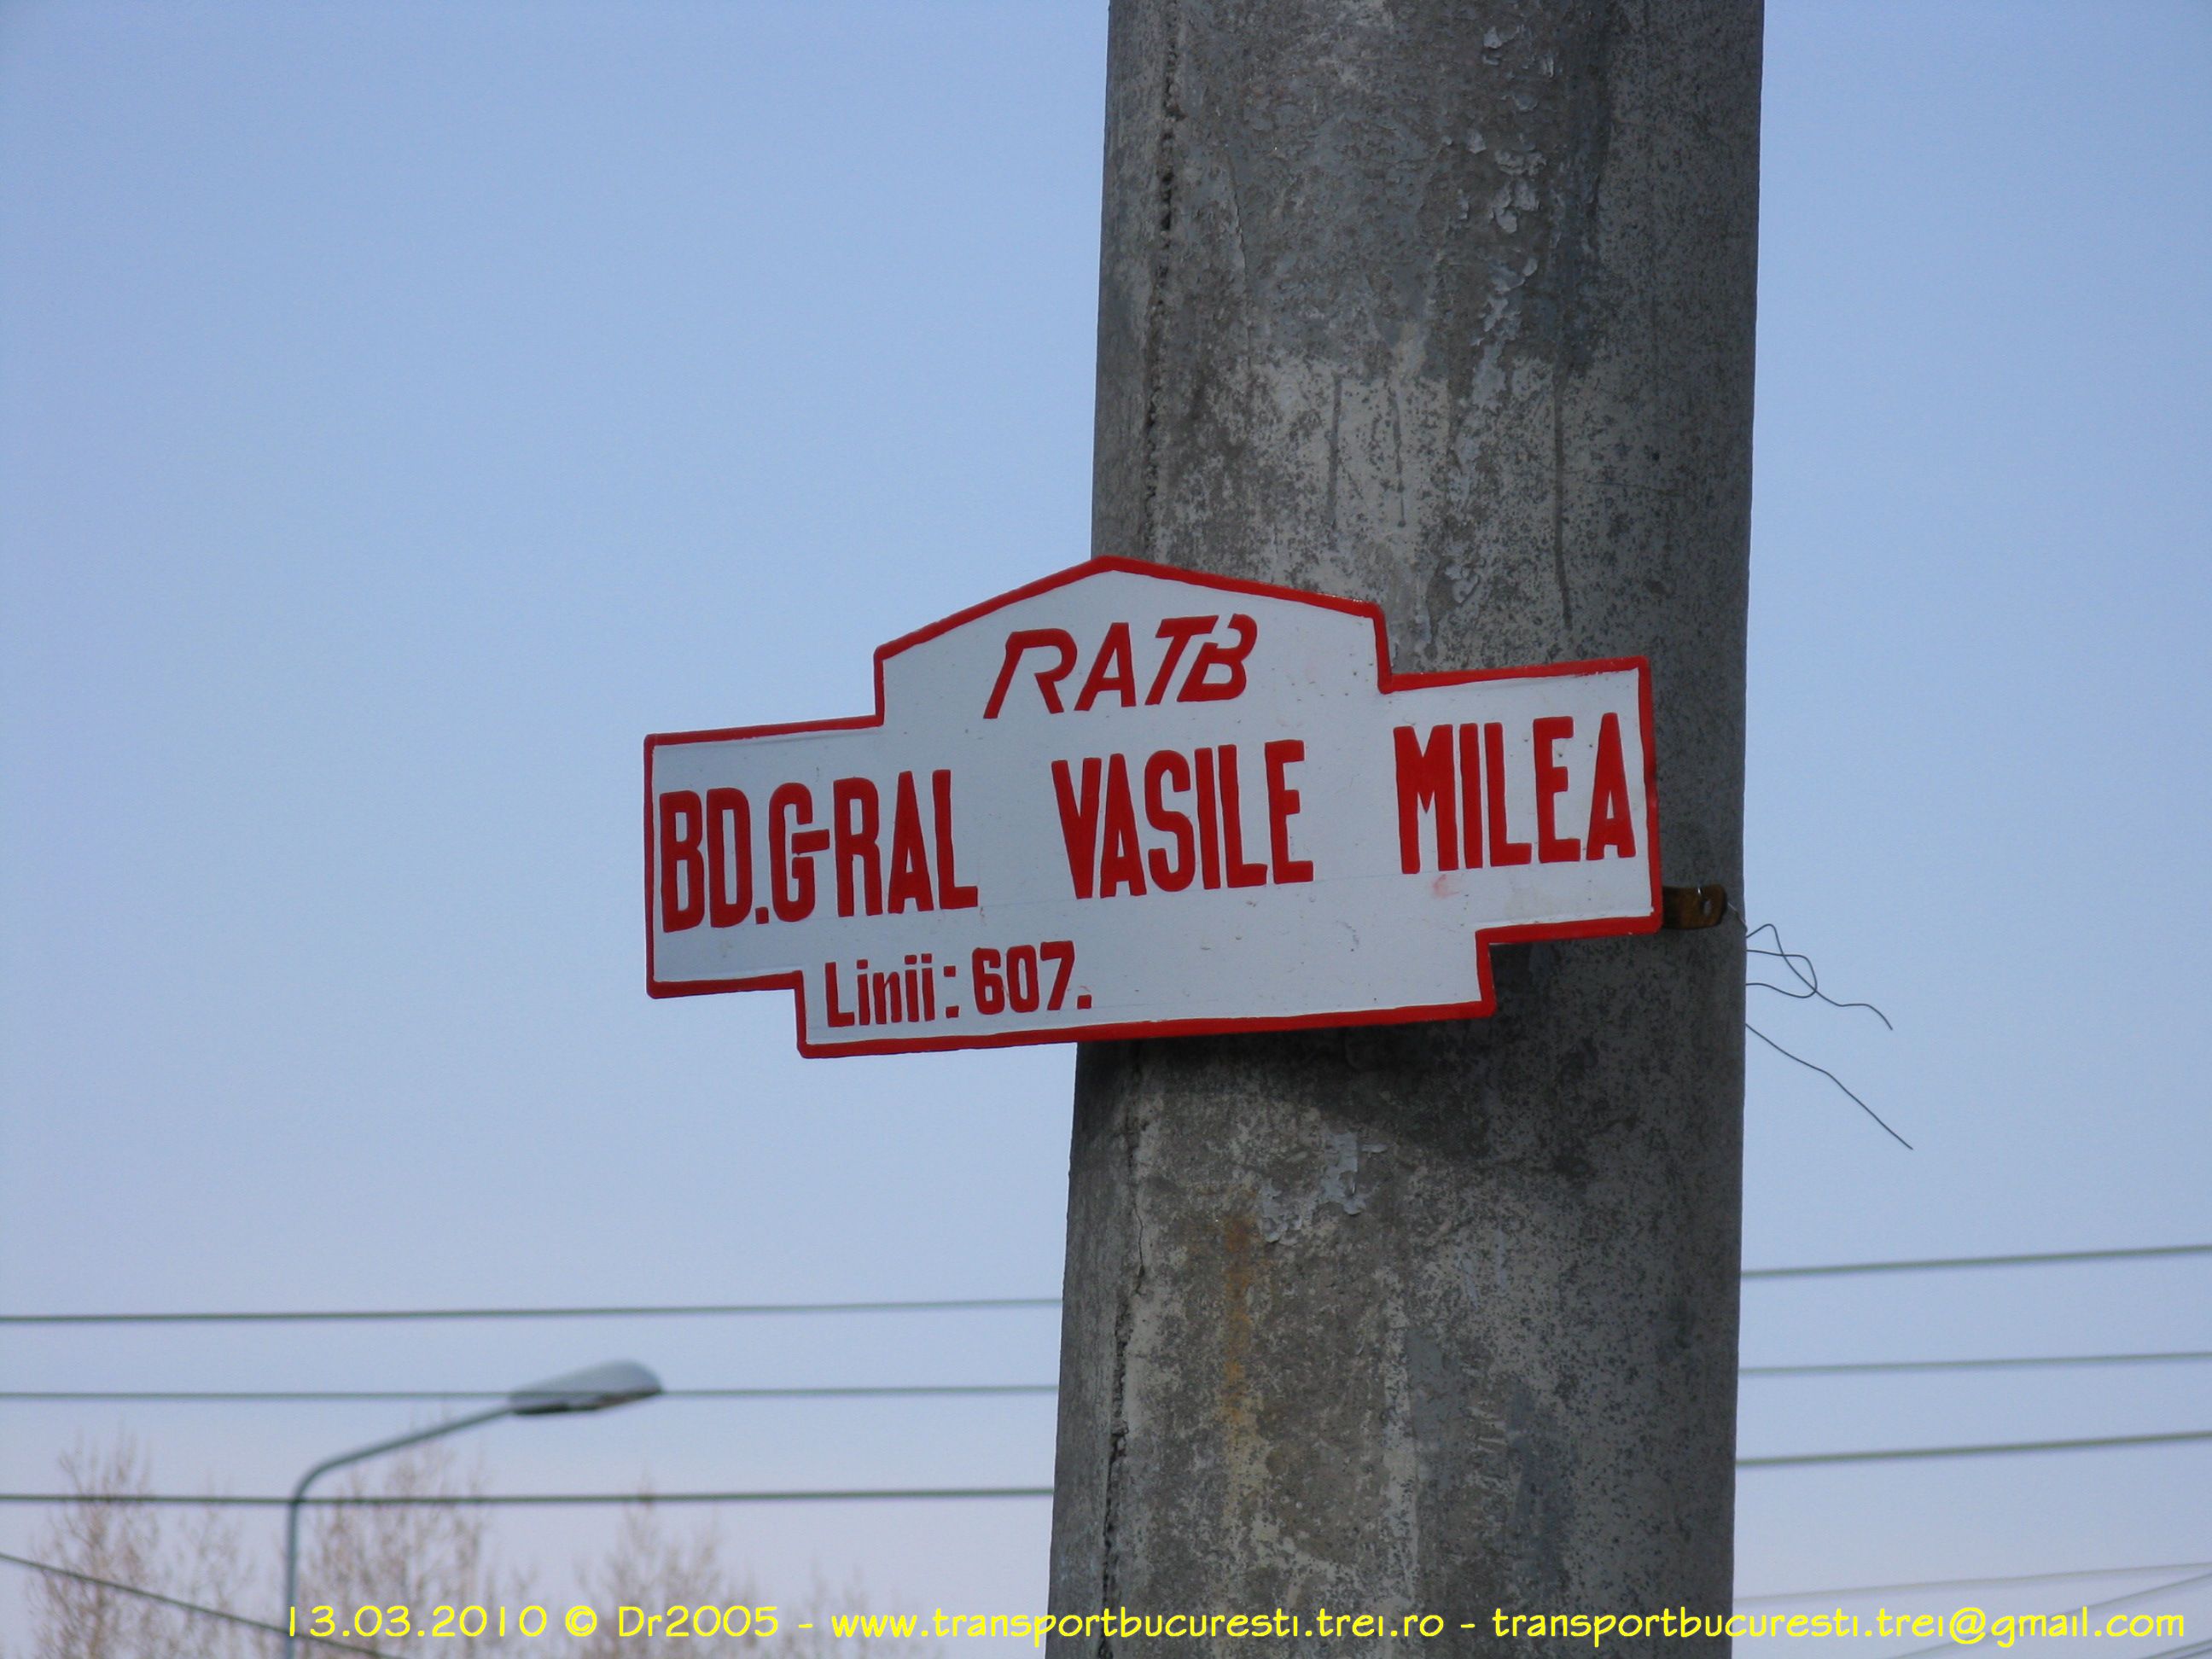 RATB
BD.G-RAL VASILE MILEA
Linii: 607.
13.03.2010 © Dr2005 - www.transportbucuresti.trei.ro - transportbucuresti.trei@gmail.com